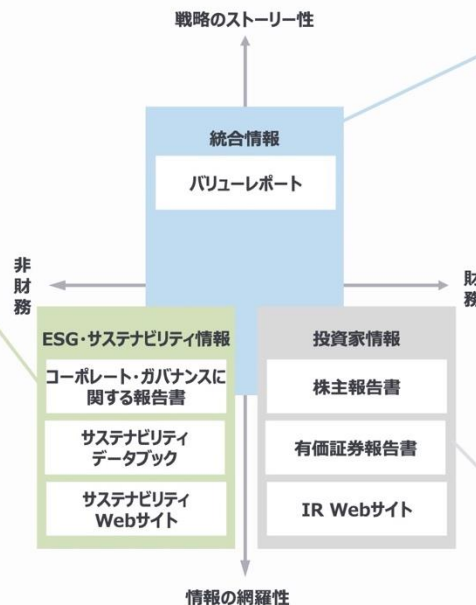 戦略のストーリー性
統合情報
バリューレポート
非
財
務
財
務
ESG・サステナビリティ情報
コーポレート・ガバナンスに
関する報告書
サステナビリティ
データブック
サステナビリティ
Webサイト
投資家情報
株主報告書
有価証券報告書
IR Webサイト
情報の網羅性